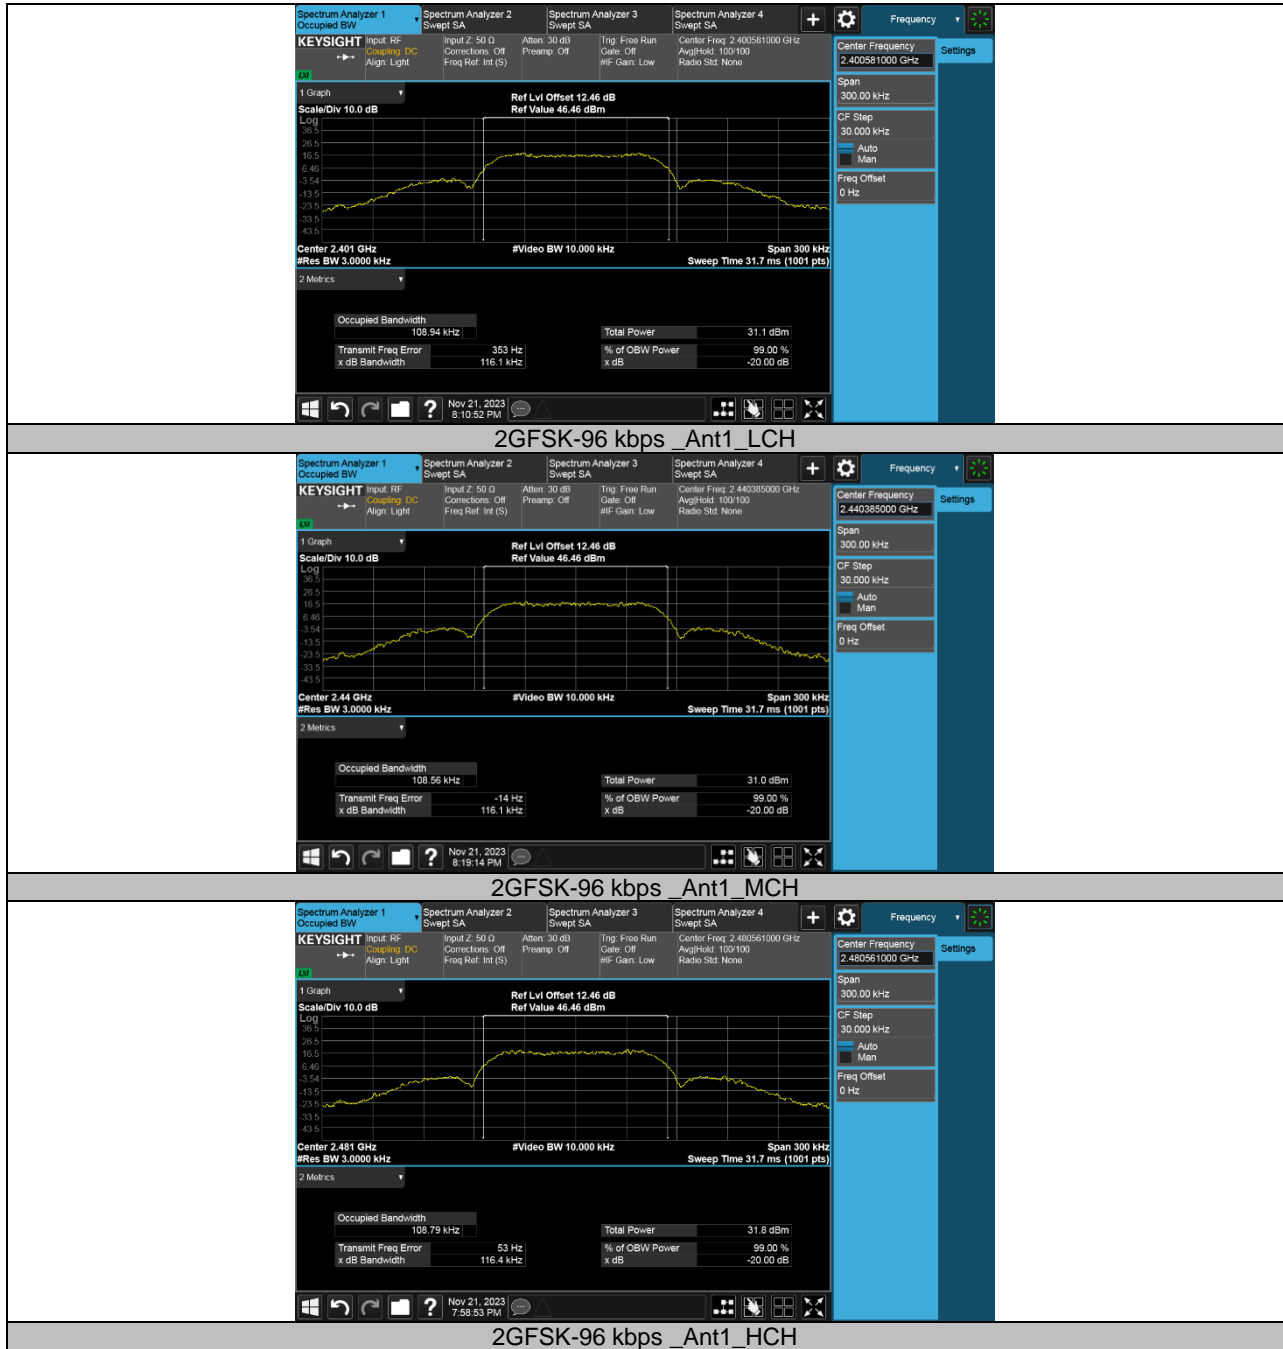 Spectrum Analyzer 1
Occupied BW
Spectrum Analyzer 2
Swept SA
Spectrum Analyzer 3
Swept SA
Spectrum Analyzer 4
Swept SA
Frequency
KEYSIGHT
Input: RF
Coupling: DC
Align: Light
Input Z: 50 Ω
Corrections: Off
Freq Ref: Int (S)
Atten: 30 dB
Preamp: Off
Trig: Free Run
Gate: Off
#IF Gain: Low
Center Freq: 2.400581000 GHz
Avg|Hold: 100/100
Radio Std: None
LXI
Center Frequency
2.400581000 GHz
Settings
Span
300.00 kHz
CF Step
30.000 kHz
Auto
Man
Freq Offset
0 Hz
1 Graph
Scale/Div 10.0 dB
Ref Lvl Offset 12.46 dB
Ref Value 46.46 dBm
Log
36.5
26.5
16.5
6.46
-3.54
-13.5
-23.5
-33.5
-43.5
Center 2.401 GHz
#Video BW 10.000 kHz
Span 300 kHz
#Res BW 3.0000 kHz
Sweep Time 31.7 ms (1001 pts)
2 Metrics
Occupied Bandwidth
108.94 kHz
Total Power 31.1 dBm
Transmit Freq Error 353 Hz
% of OBW Power 99.00 %
x dB Bandwidth 116.1 kHz
x dB -20.00 dB
Nov 21, 2023
8:10:52 PM
2GFSK-96 kbps _Ant1_LCH
Spectrum Analyzer 1
Occupied BW
Spectrum Analyzer 2
Swept SA
Spectrum Analyzer 3
Swept SA
Spectrum Analyzer 4
Swept SA
Frequency
KEYSIGHT
Input: RF
Coupling: DC
Align: Light
Input Z: 50 Ω
Corrections: Off
Freq Ref: Int (S)
Atten: 30 dB
Preamp: Off
Trig: Free Run
Gate: Off
#IF Gain: Low
Center Freq: 2.440385000 GHz
Avg|Hold: 100/100
Radio Std: None
LXI
Center Frequency
2.440385000 GHz
Settings
Span
300.00 kHz
CF Step
30.000 kHz
Auto
Man
Freq Offset
0 Hz
1 Graph
Scale/Div 10.0 dB
Ref Lvl Offset 12.46 dB
Ref Value 46.46 dBm
Log
36.5
26.5
16.5
6.46
-3.54
-13.5
-23.5
-33.5
-43.5
Center 2.44 GHz
#Video BW 10.000 kHz
Span 300 kHz
#Res BW 3.0000 kHz
Sweep Time 31.7 ms (1001 pts)
2 Metrics
Occupied Bandwidth
108.56 kHz
Total Power 31.0 dBm
Transmit Freq Error -14 Hz
% of OBW Power 99.00 %
x dB Bandwidth 116.1 kHz
x dB -20.00 dB
Nov 21, 2023
8:19:14 PM
2GFSK-96 kbps _Ant1_MCH
Spectrum Analyzer 1
Occupied BW
Spectrum Analyzer 2
Swept SA
Spectrum Analyzer 3
Swept SA
Spectrum Analyzer 4
Swept SA
Frequency
KEYSIGHT
Input: RF
Coupling: DC
Align: Light
Input Z: 50 Ω
Corrections: Off
Freq Ref: Int (S)
Atten: 30 dB
Preamp: Off
Trig: Free Run
Gate: Off
#IF Gain: Low
Center Freq: 2.480561000 GHz
Avg|Hold: 100/100
Radio Std: None
LXI
Center Frequency
2.480561000 GHz
Settings
Span
300.00 kHz
CF Step
30.000 kHz
Auto
Man
Freq Offset
0 Hz
1 Graph
Scale/Div 10.0 dB
Ref Lvl Offset 12.46 dB
Ref Value 46.46 dBm
Log
36.5
26.5
16.5
6.46
-3.54
-13.5
-23.5
-33.5
-43.5
Center 2.481 GHz
#Video BW 10.000 kHz
Span 300 kHz
#Res BW 3.0000 kHz
Sweep Time 31.7 ms (1001 pts)
2 Metrics
Occupied Bandwidth
108.79 kHz
Total Power 31.8 dBm
Transmit Freq Error 53 Hz
% of OBW Power 99.00 %
x dB Bandwidth 116.4 kHz
x dB -20.00 dB
Nov 21, 2023
7:58:53 PM
2GFSK-96 kbps _Ant1_HCH